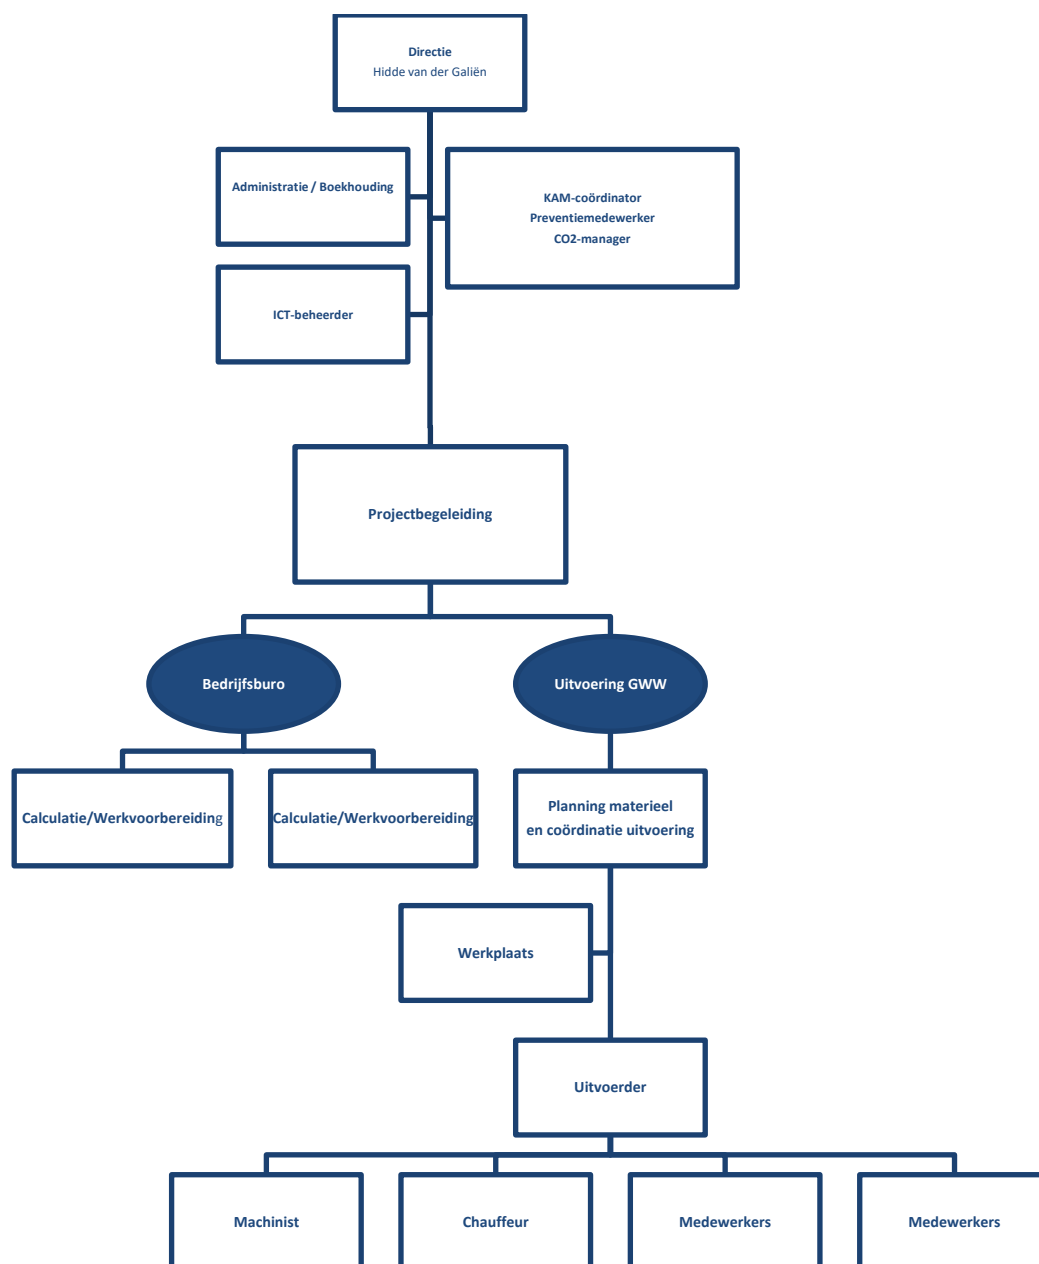 Directie
Hidde van der Galiën
Administratie / Boekhouding
KAM-coördinator
Preventiemedewerker
CO2-manager
ICT-beheerder
Projectbegeleiding
Bedrijfsburo
Uitvoering GWW
Calculatie/Werkvoorbereiding
Calculatie/Werkvoorbereiding
Planning materieel
en coördinatie uitvoering
Werkplaats
Uitvoerder
Machinist
Chauffeur
Medewerkers
Medewerkers